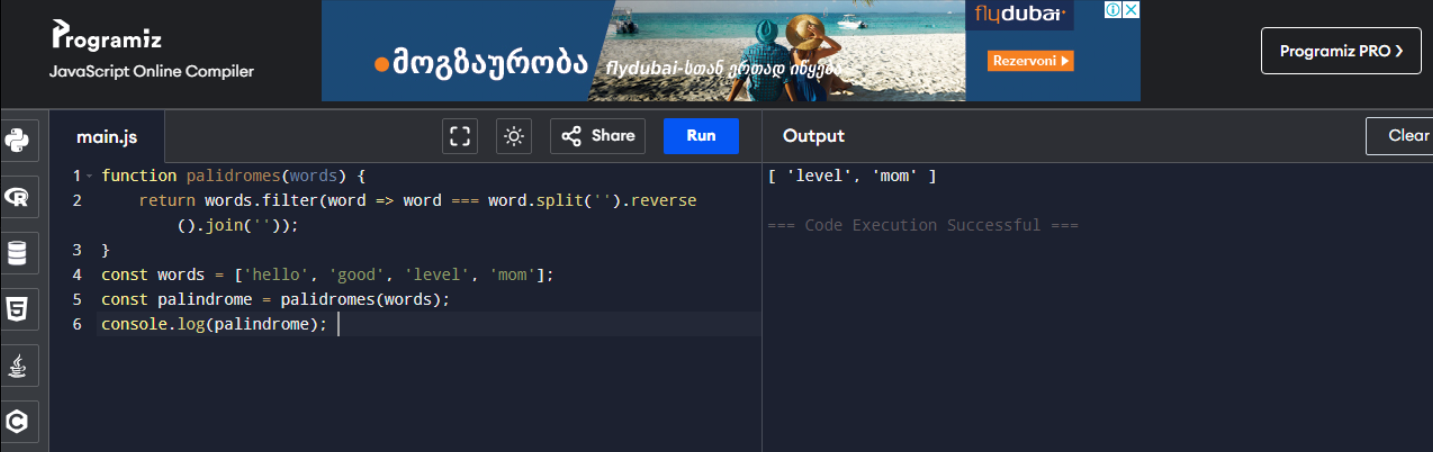 Programiz
JavaScript Online Compiler
მოგზაურობა
flydubai-სთან ერთად იწყება
flydubai
Rezervoni
Programiz PRO >
main.js
Share
Run
Output
Clear
1 function palidromes(words) {
2 return words.filter(word => word === word.split('').reverse
().join(''));
3 }
4 const words = ['hello', 'good', 'level', 'mom'];
5 const palindrome = palidromes(words);
6 console.log(palindrome);
[ 'level', 'mom' ]
=== Code Execution Successful ===